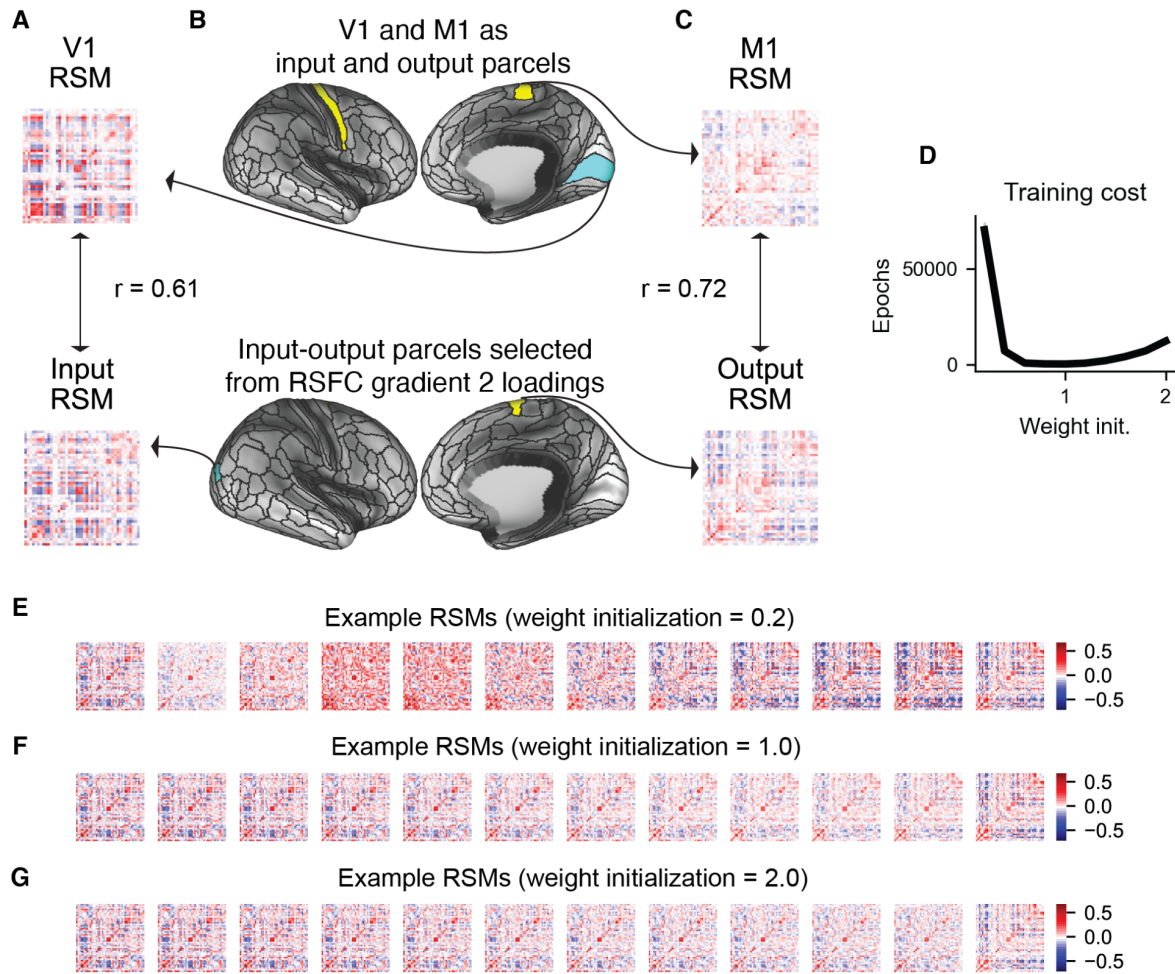 A
B
C
V1
RSM
V1 and M1 as
input and output parcels
M1
RSM
D
Training cost
Epochs
50000
0
1
2
Weight init.
r = 0.61
r = 0.72
Input
RSM
Input-output parcels selected
from RSFC gradient 2 loadings
Output
RSM
E
Example RSMs (weight initialization = 0.2)
0.5
0.0
−0.5
F
Example RSMs (weight initialization = 1.0)
0.5
0.0
−0.5
G
Example RSMs (weight initialization = 2.0)
0.5
0.0
−0.5